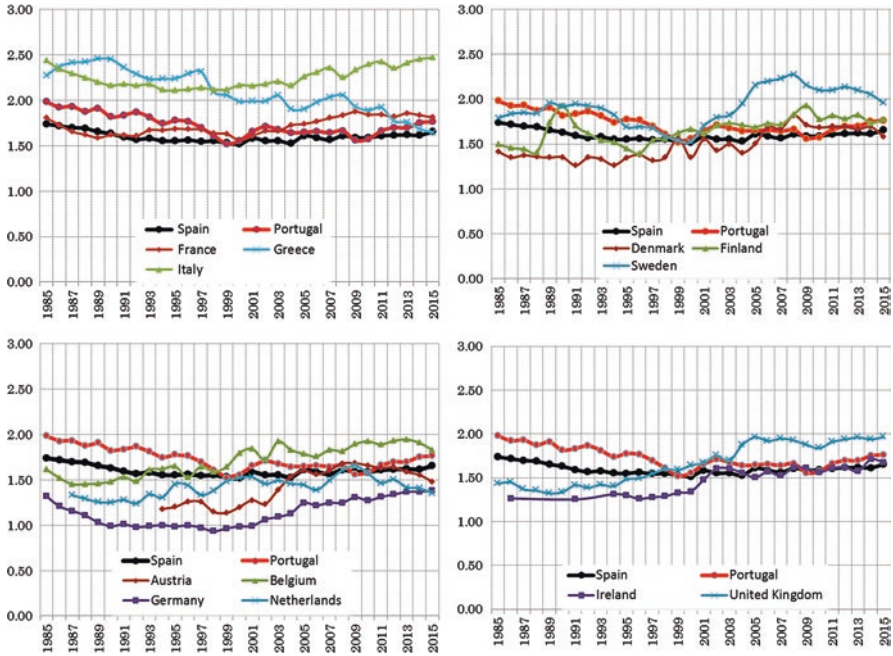 3.00
2.50
2.00
1.50
1.00
0.50
0.00
Spain Portugal
France Greece
Italy
1985 1987 1989 1991 1993 1995 1997 1999 2001 2003 2005 2007 2009 2011 2013 2015
3.00
2.50
2.00
1.50
1.00
0.50
0.00
Spain Portugal
Denmark Finland
Sweden
1985 1987 1989 1991 1993 1995 1997 1999 2001 2003 2005 2007 2009 2011 2013 2015
3.00
2.50
2.00
1.50
1.00
0.50
0.00
Spain Portugal
Austria Belgium
Germany Netherlands
1985 1987 1989 1991 1993 1995 1997 1999 2001 2003 2005 2007 2009 2011 2013 2015
3.00
2.50
2.00
1.50
1.00
0.50
0.00
Spain Portugal
Ireland United Kingdom
1985 1987 1989 1991 1993 1995 1997 1999 2001 2003 2005 2007 2009 2011 2013 2015